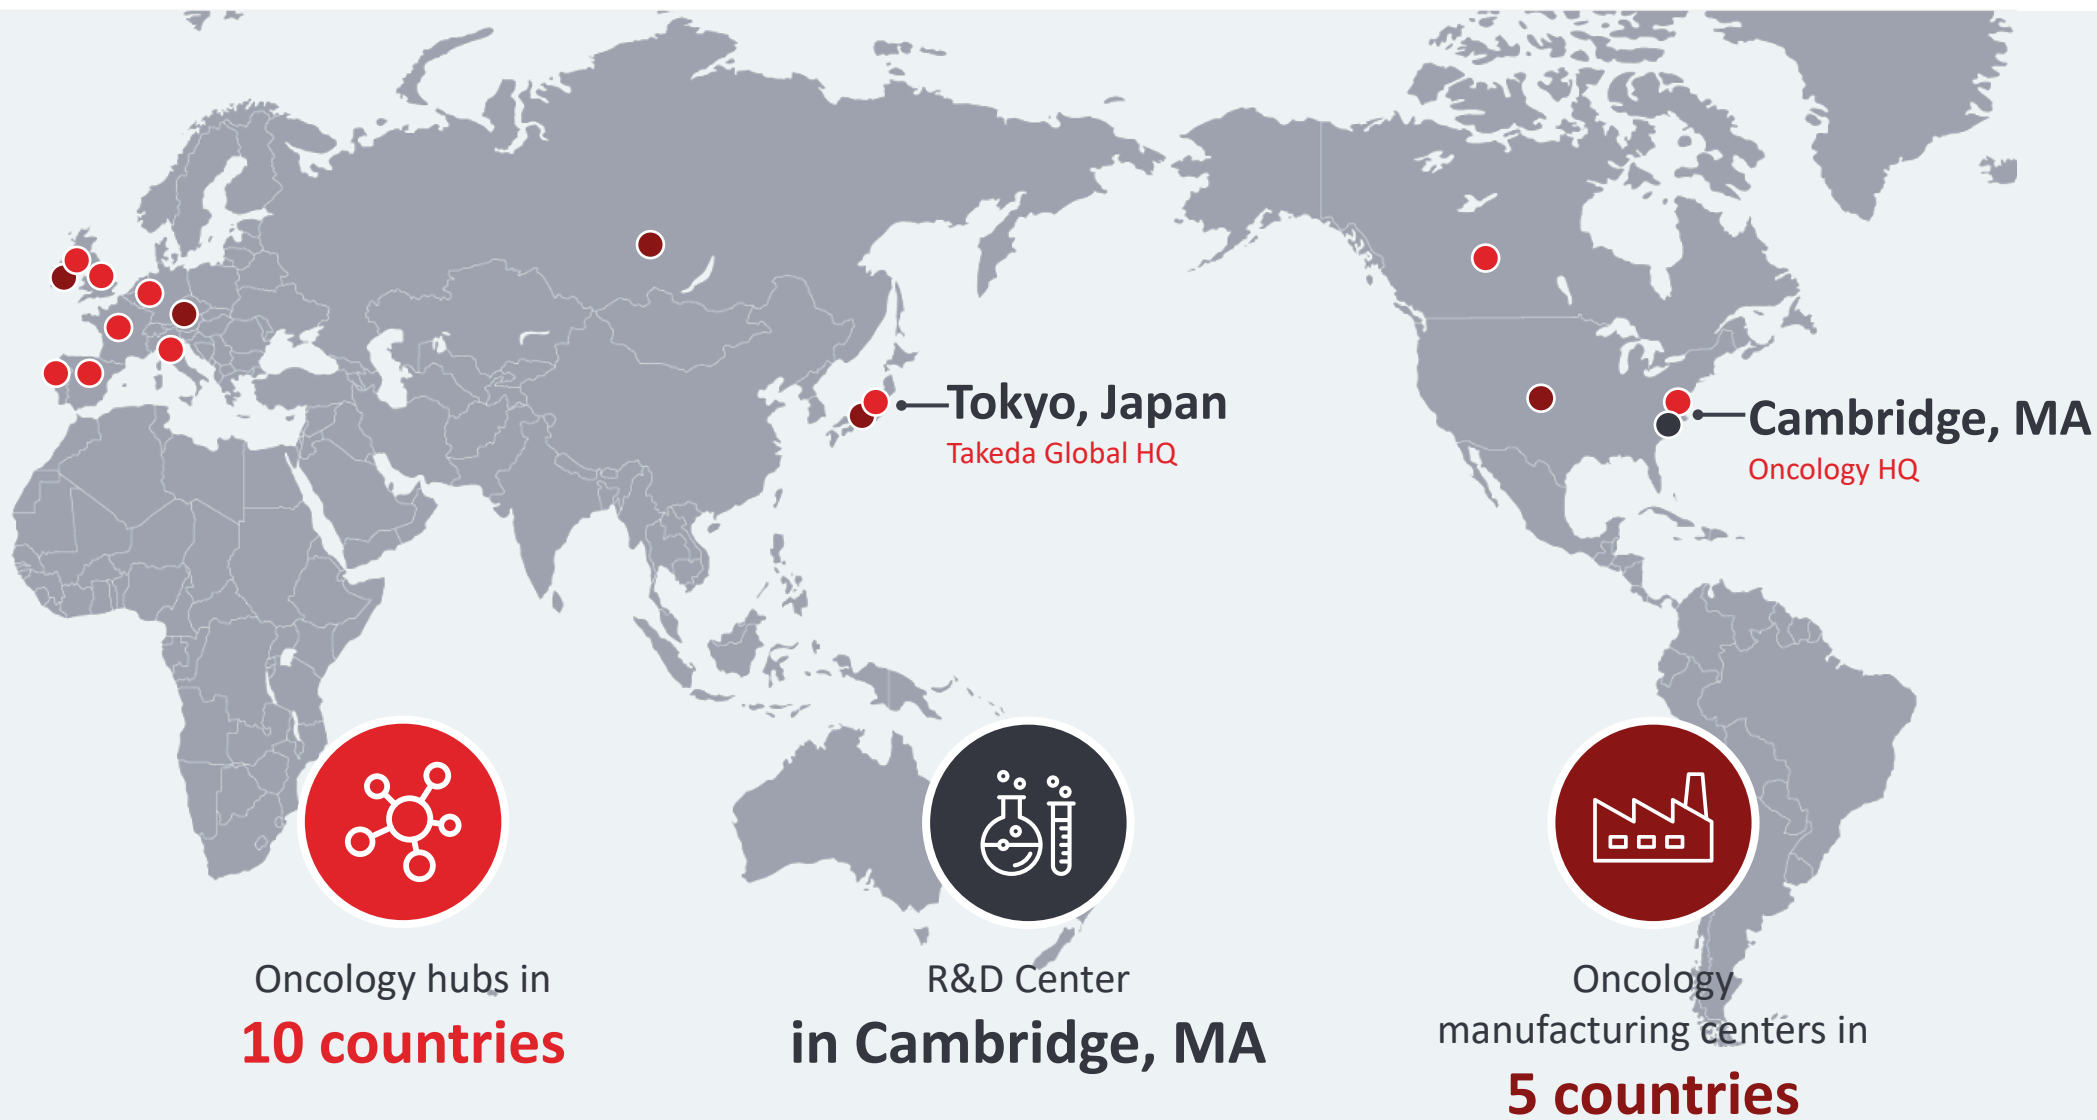 Tokyo, Japan
Takeda Global HQ
Cambridge, MA
Oncology HQ
Oncology hubs in
10 countries
R&D Center
in Cambridge, MA
Oncology
manufacturing centers in
5 countries